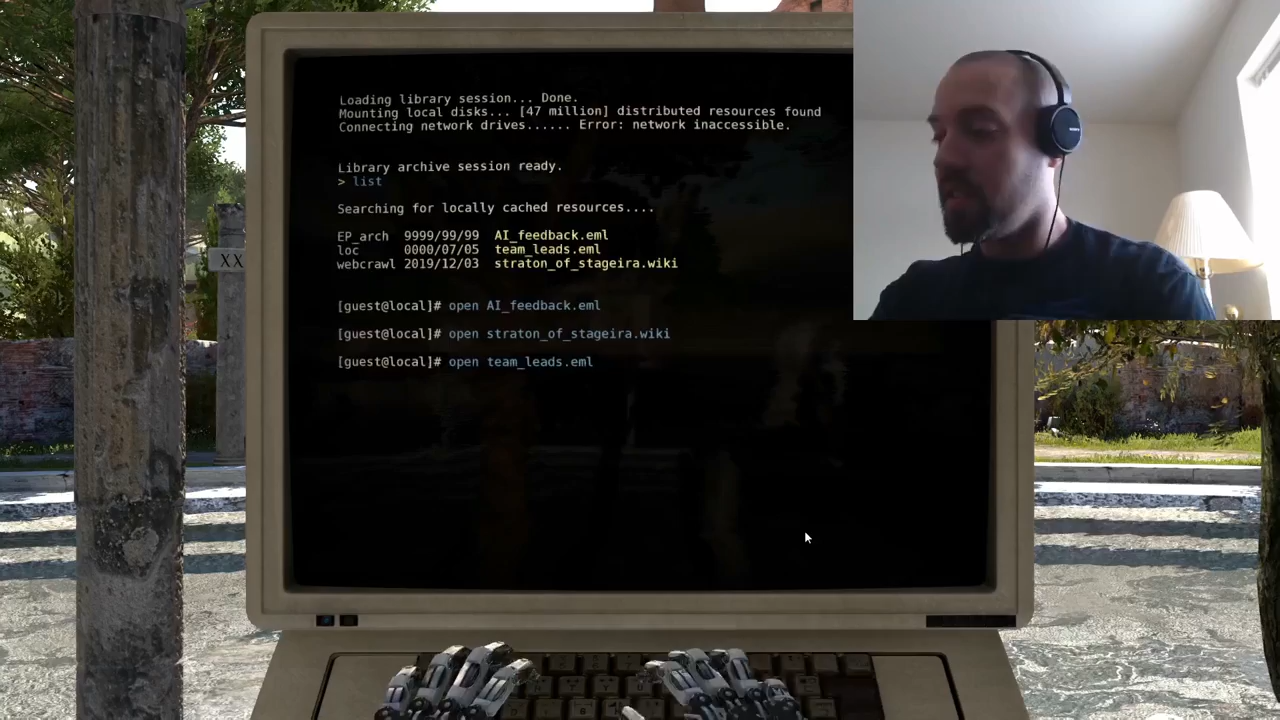 Loading library session... Done.
Mounting local disks... [47 million] distributed resources found
Connecting network drives...... Error: network inaccessible.
Library archive session ready.
> list
Searching for locally cached resources....
EP_arch 9999/99/99 AI_feedback.eml
loc 0000/07/05 team_leads.eml
webcrawl 2019/12/03 straton_of_stageira.wiki
[guest@local]# open AI_feedback.eml
[guest@local]# open straton_of_stageira.wiki
[guest@local]# open team_leads.eml
XX
SONY